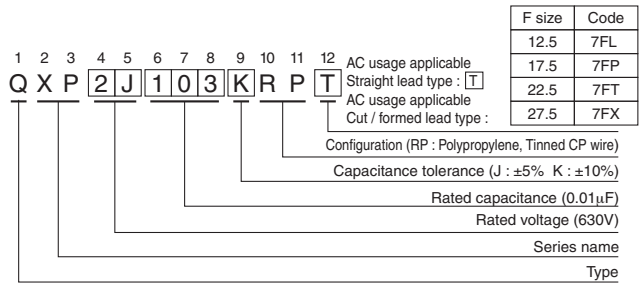 F size Code
12.5 7FL
17.5 7FP
22.5 7FT
27.5 7FX
1 2 3 4 5 6 7 8 9 10 11 12
Q X P 2 J 1 0 3 K R P T
AC usage applicable
Straight lead type : T
AC usage applicable
Cut / formed lead type :
Configuration (RP : Polypropylene, Tinned CP wire)
Capacitance tolerance (J : ±5% K : ±10%)
Rated capacitance (0.01μF)
Rated voltage (630V)
Series name
Type